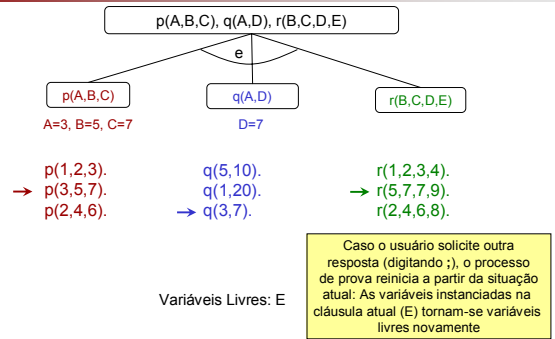 p(A,B,C), q(A,D), r(B,C,D,E)
e
p(A,B,C)
q(A,D)
r(B,C,D,E)
A=3, B=5, C=7
D=7
p(1,2,3).
q(5,10).
r(1,2,3,4).
→ p(3,5,7).
q(1,20).
→ r(5,7,7,9).
p(2,4,6).
→ q(3,7).
r(2,4,6,8).
Variáveis Livres: E
Caso o usuário solicite outra
resposta (digitando ;), o processo
de prova reinicia a partir da situação
atual: As variáveis instanciadas na
cláusula atual (E) tornam-se variáveis
livres novamente